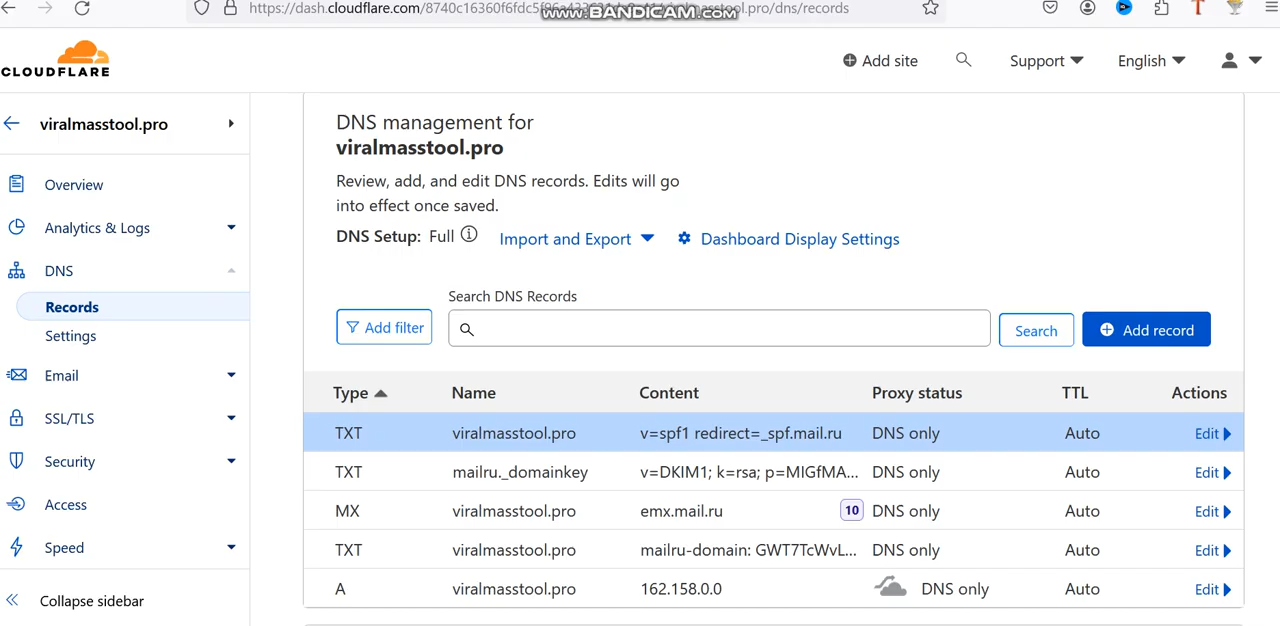 https://dash.cloudflare.com/8740c16360f6fdc5
.pro/dns/records
www.BANDICAM.com
CLOUDFLARE
Add site
Support
English
viralmasstool.pro
Overview
Analytics & Logs
DNS
Records
Settings
Email
SSL/TLS
Security
Access
Speed
Collapse sidebar
DNS management for
viralmasstool.pro
Review, add, and edit DNS records. Edits will go
into effect once saved.
DNS Setup: Full
Import and Export
Dashboard Display Settings
Search DNS Records
Add filter
Search
Add record
Type Name Content Proxy status TTL Actions
TXT viralmasstool.pro v=spf1 redirect=_spf.mail.ru DNS only Auto Edit
TXT mailru._domainkey v=DKIM1; k=rsa; p=MIGfMA... DNS only Auto Edit
MX viralmasstool.pro emx.mail.ru 10 DNS only Auto Edit
TXT viralmasstool.pro mailru-domain: GWT7TcWvL... DNS only Auto Edit
A viralmasstool.pro 162.158.0.0 DNS only Auto Edit